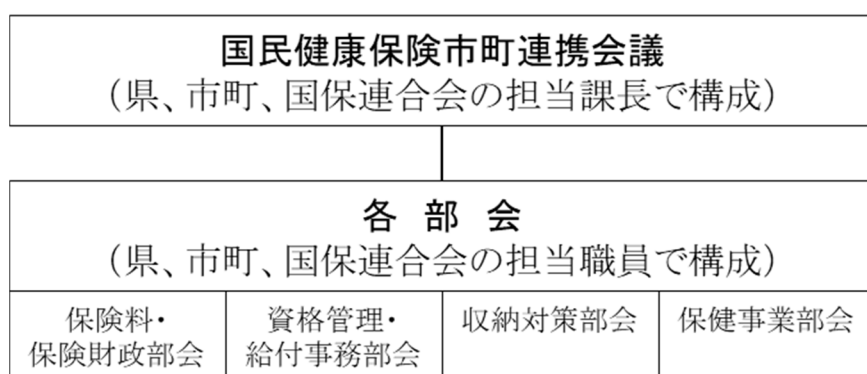 国民健康保険市町連携会議
（県、市町、国保連合会の担当課長で構成）
各 部 会
（県、市町、国保連合会の担当職員で構成）
保険料・
保険財政部会
資格管理・
給付事務部会
収納対策部会
保健事業部会